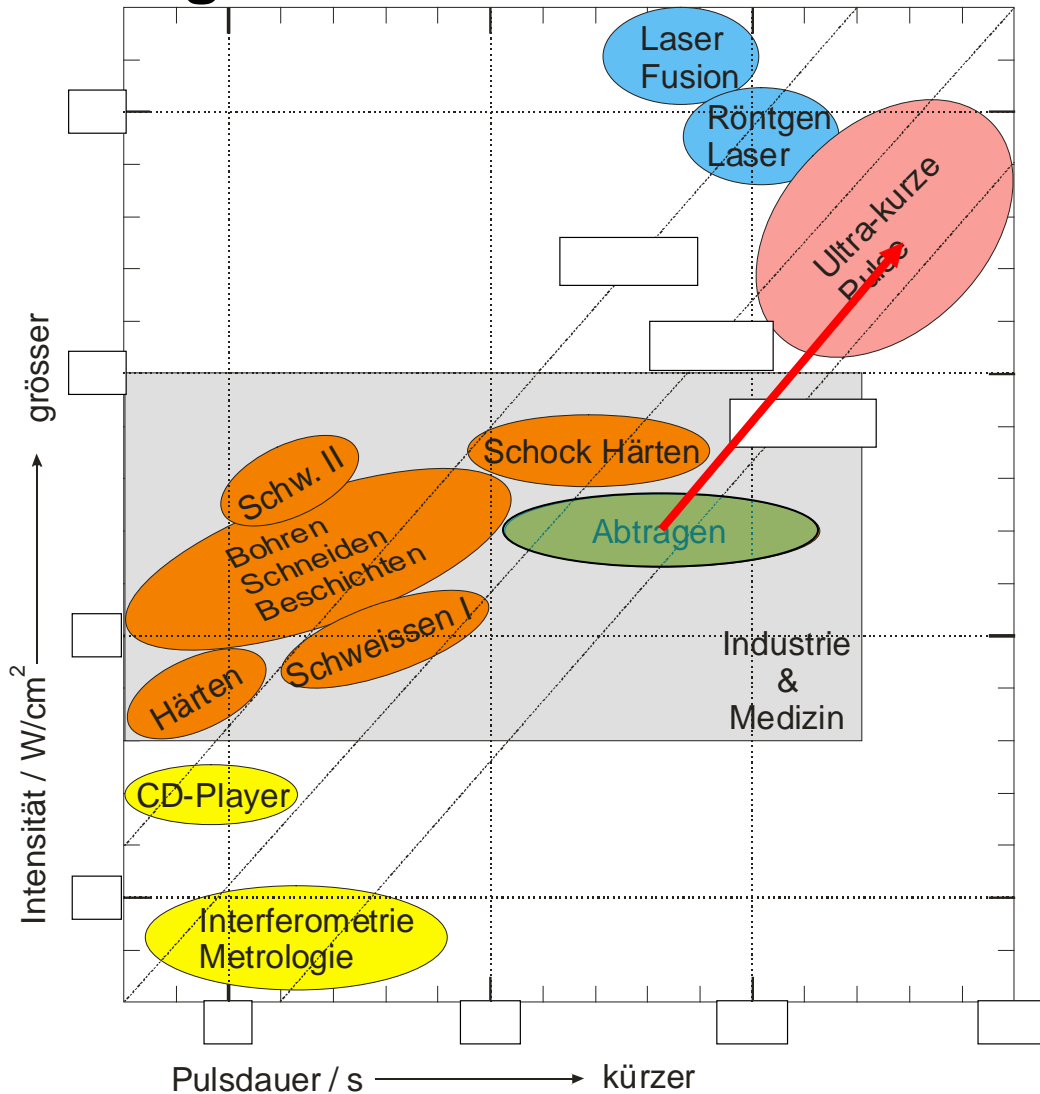 Laser
Fusion
Röntgen
Laser
Ultra-kurze
Pulse
grösser
Schock Härten
Schw. II
Abtragen
Bohren
Schneiden
Beschichten
Schweissen I
Industrie
&
Medizin
Härten
Intensität / W/cm²
CD-Player
Interferometrie
Metrologie
Pulsdauer / s
kürzer